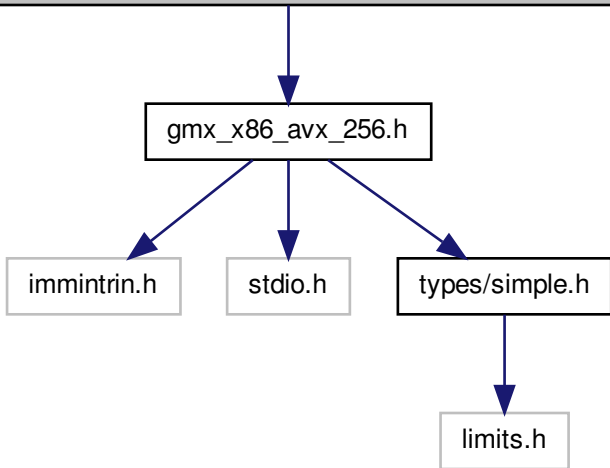 gmx_x86_avx_256.h
immintrin.h
stdio.h
types/simple.h
limits.h